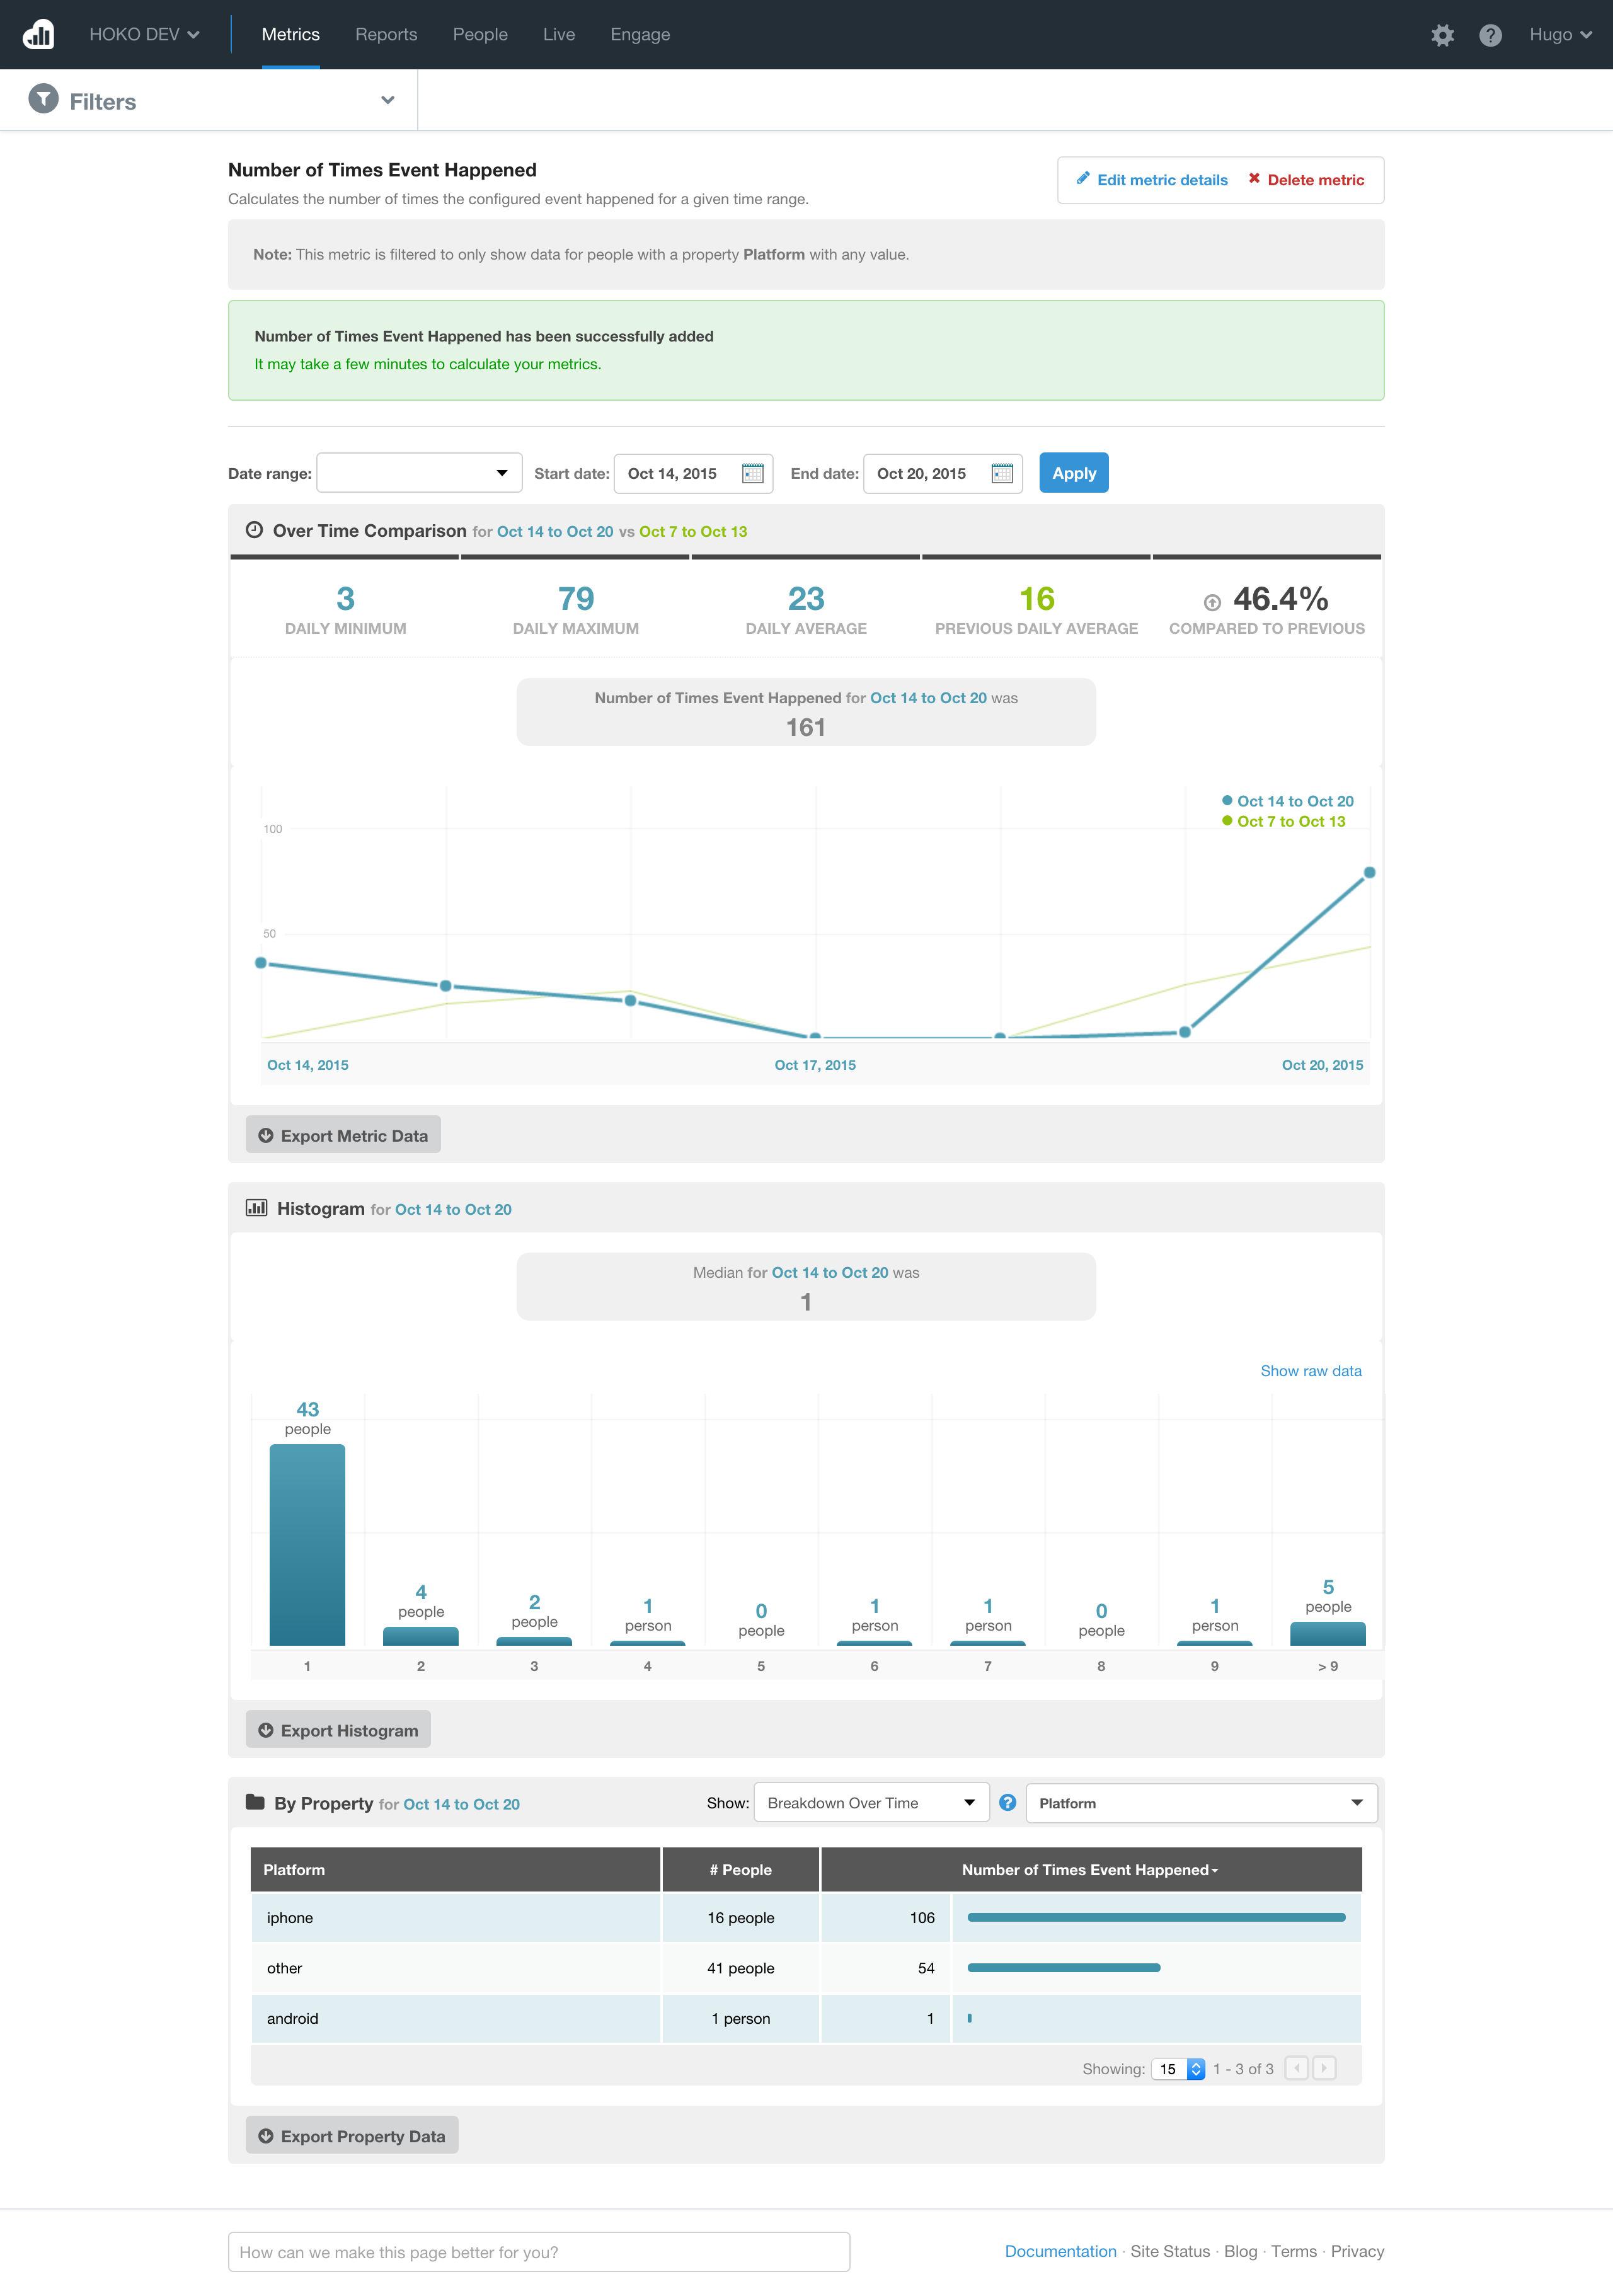 HOKO DEV Metrics Reports People Live Engage Hugo
Filters
Number of Times Event Happened
Edit metric details Delete metric
Calculates the number of times the configured event happened for a given time range.
Note: This metric is filtered to only show data for people with a property Platform with any value.
Number of Times Event Happened has been successfully added
It may take a few minutes to calculate your metrics.
Date range: Start date: Oct 14, 2015 End date: Oct 20, 2015 Apply
Over Time Comparison for Oct 14 to Oct 20 vs Oct 7 to Oct 13
3 79 23 16 46.4%
DAILY MINIMUM DAILY MAXIMUM DAILY AVERAGE PREVIOUS DAILY AVERAGE COMPARED TO PREVIOUS
Number of Times Event Happened for Oct 14 to Oct 20 was
161
Oct 14 to Oct 20
Oct 7 to Oct 13
100
50
Oct 14, 2015 Oct 17, 2015 Oct 20, 2015
Export Metric Data
Histogram for Oct 14 to Oct 20
Median for Oct 14 to Oct 20 was
1
Show raw data
43 people
4 people
2 people
1 person
0 people
1 person
1 person
0 people
1 person
5 people
1 2 3 4 5 6 7 8 9 > 9
Export Histogram
By Property for Oct 14 to Oct 20 Show: Breakdown Over Time ? Platform
Platform # People Number of Times Event Happened
iphone 16 people 106
other 41 people 54
android 1 person 1
Showing: 15 1 - 3 of 3
Export Property Data
How can we make this page better for you?
Documentation · Site Status · Blog · Terms · Privacy